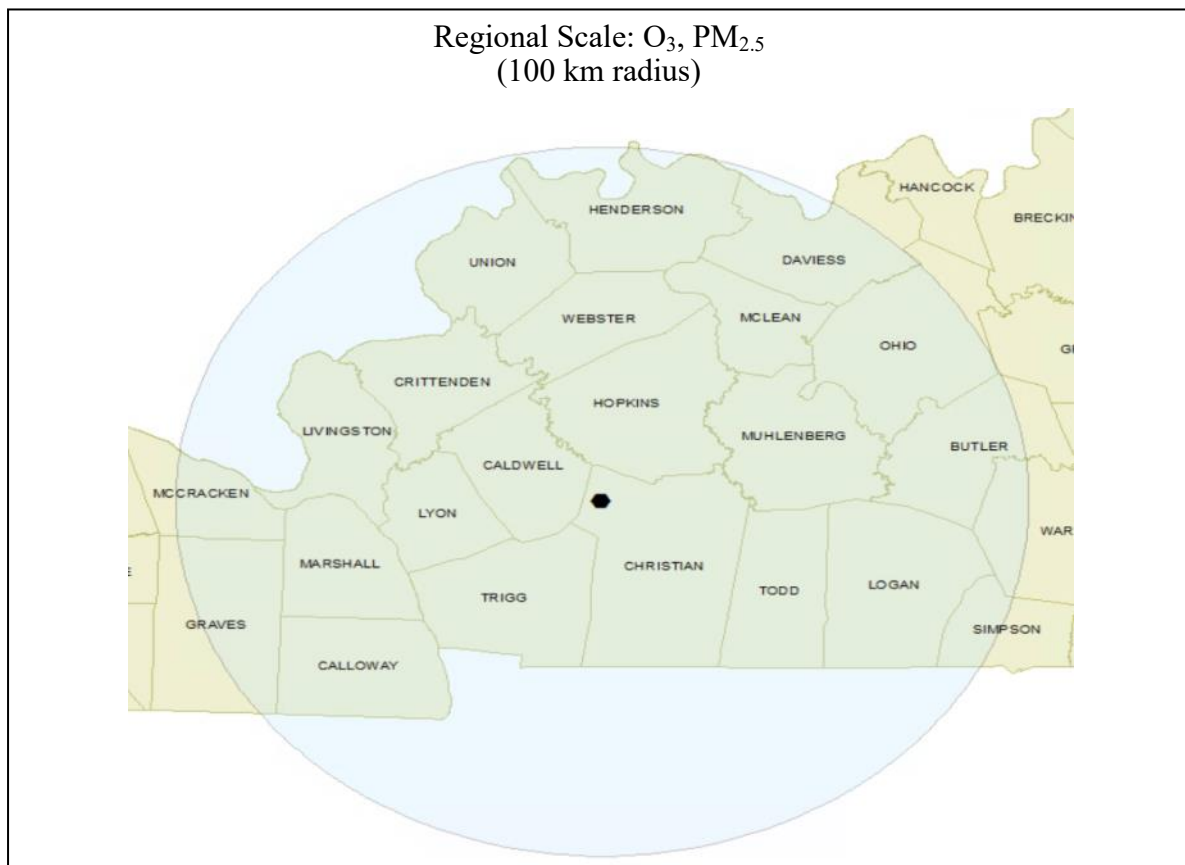 Regional Scale: O₃, PM₂.₅
(100 km radius)
HANCOCK
HENDERSON
BRECKIN
UNION
DAVIESS
WEBSTER
MCLEAN
OHIO
G
CRITTENDEN
HOPKINS
LIVINGSTON
MUHLENBERG
BUTLER
CALDWELL
MCCRACKEN
LYON
WAR
MARSHALL
CHRISTIAN
E
TODD
LOGAN
TRIGG
GRAVES
SIMPSON
CALLOWAY